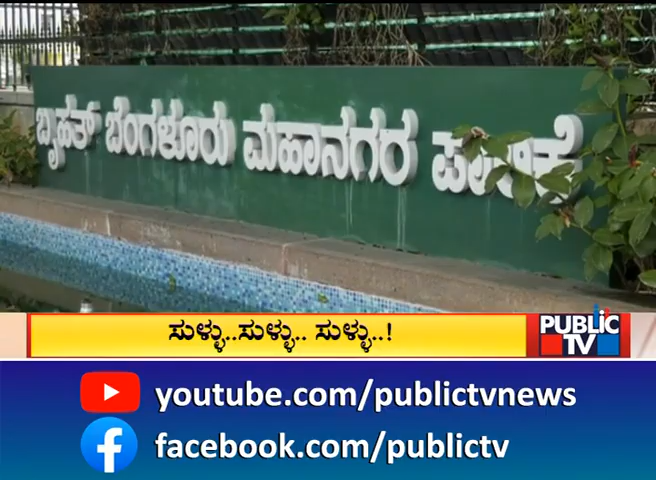 ಬೃಹತ್ ಬೆಂಗಳೂರು ಮಹಾನಗರ
ಸುಳ್ಳು..ಸುಳ್ಳು.. ಸುಳ್ಳು..!
PUBLIC
TV
youtube.com/publictvnews
facebook.com/publictv